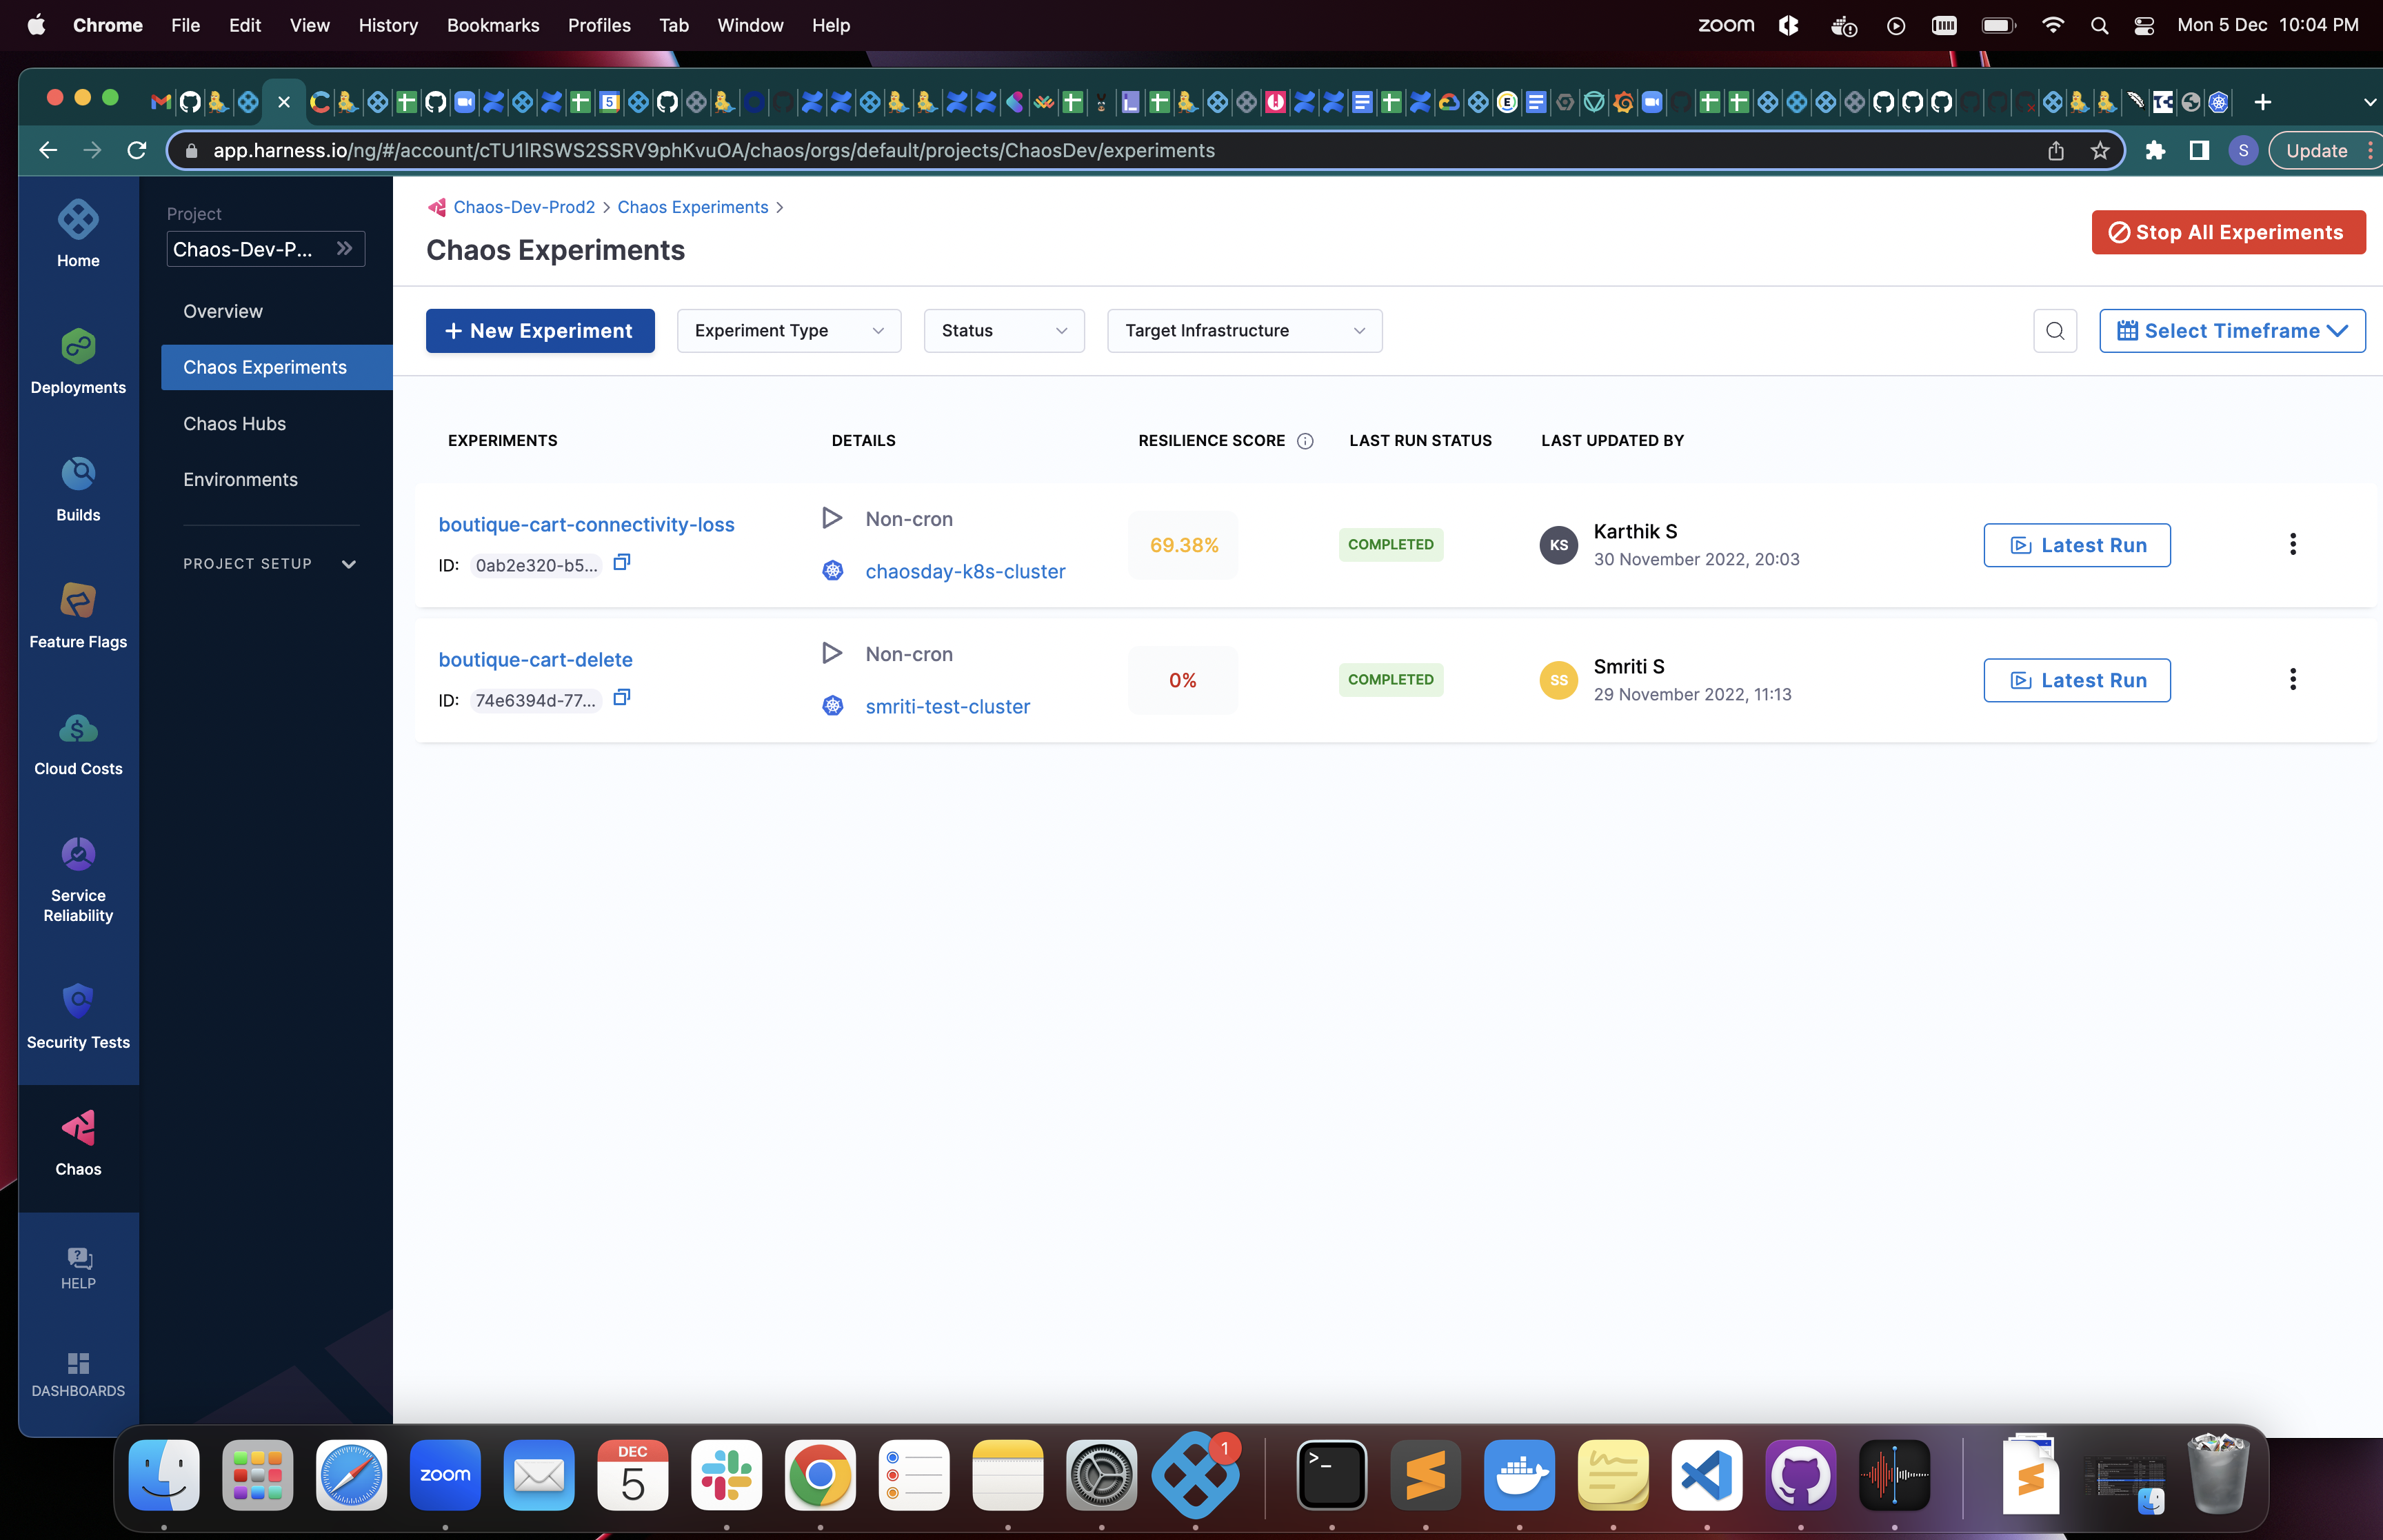 Chrome File Edit View History Bookmarks Profiles Tab Window Help
zoom Mon 5 Dec 10:04 PM
app.harness.io/ng/#/account/cTU1lRSWS2SSRV9phKvuOA/chaos/orgs/default/projects/ChaosDev/experiments
S
Update
Home
Deployments
Builds
Feature Flags
Cloud Costs
Service
Reliability
Security Tests
Chaos
HELP
DASHBOARDS
Project
Chaos-Dev-P...
Overview
Chaos Experiments
Chaos Hubs
Environments
PROJECT SETUP
Chaos-Dev-Prod2 > Chaos Experiments >
Chaos Experiments
Stop All Experiments
+ New Experiment
Experiment Type
Status
Target Infrastructure
Select Timeframe
EXPERIMENTS DETAILS RESILIENCE SCORE LAST RUN STATUS LAST UPDATED BY
boutique-cart-connectivity-loss
ID: 0ab2e320-b5...
Non-cron
chaosday-k8s-cluster
69.38%
COMPLETED
KS
Karthik S
30 November 2022, 20:03
Latest Run
boutique-cart-delete
ID: 74e6394d-77...
Non-cron
smriti-test-cluster
0%
COMPLETED
SS
Smriti S
29 November 2022, 11:13
Latest Run
zoom
DEC
5
1